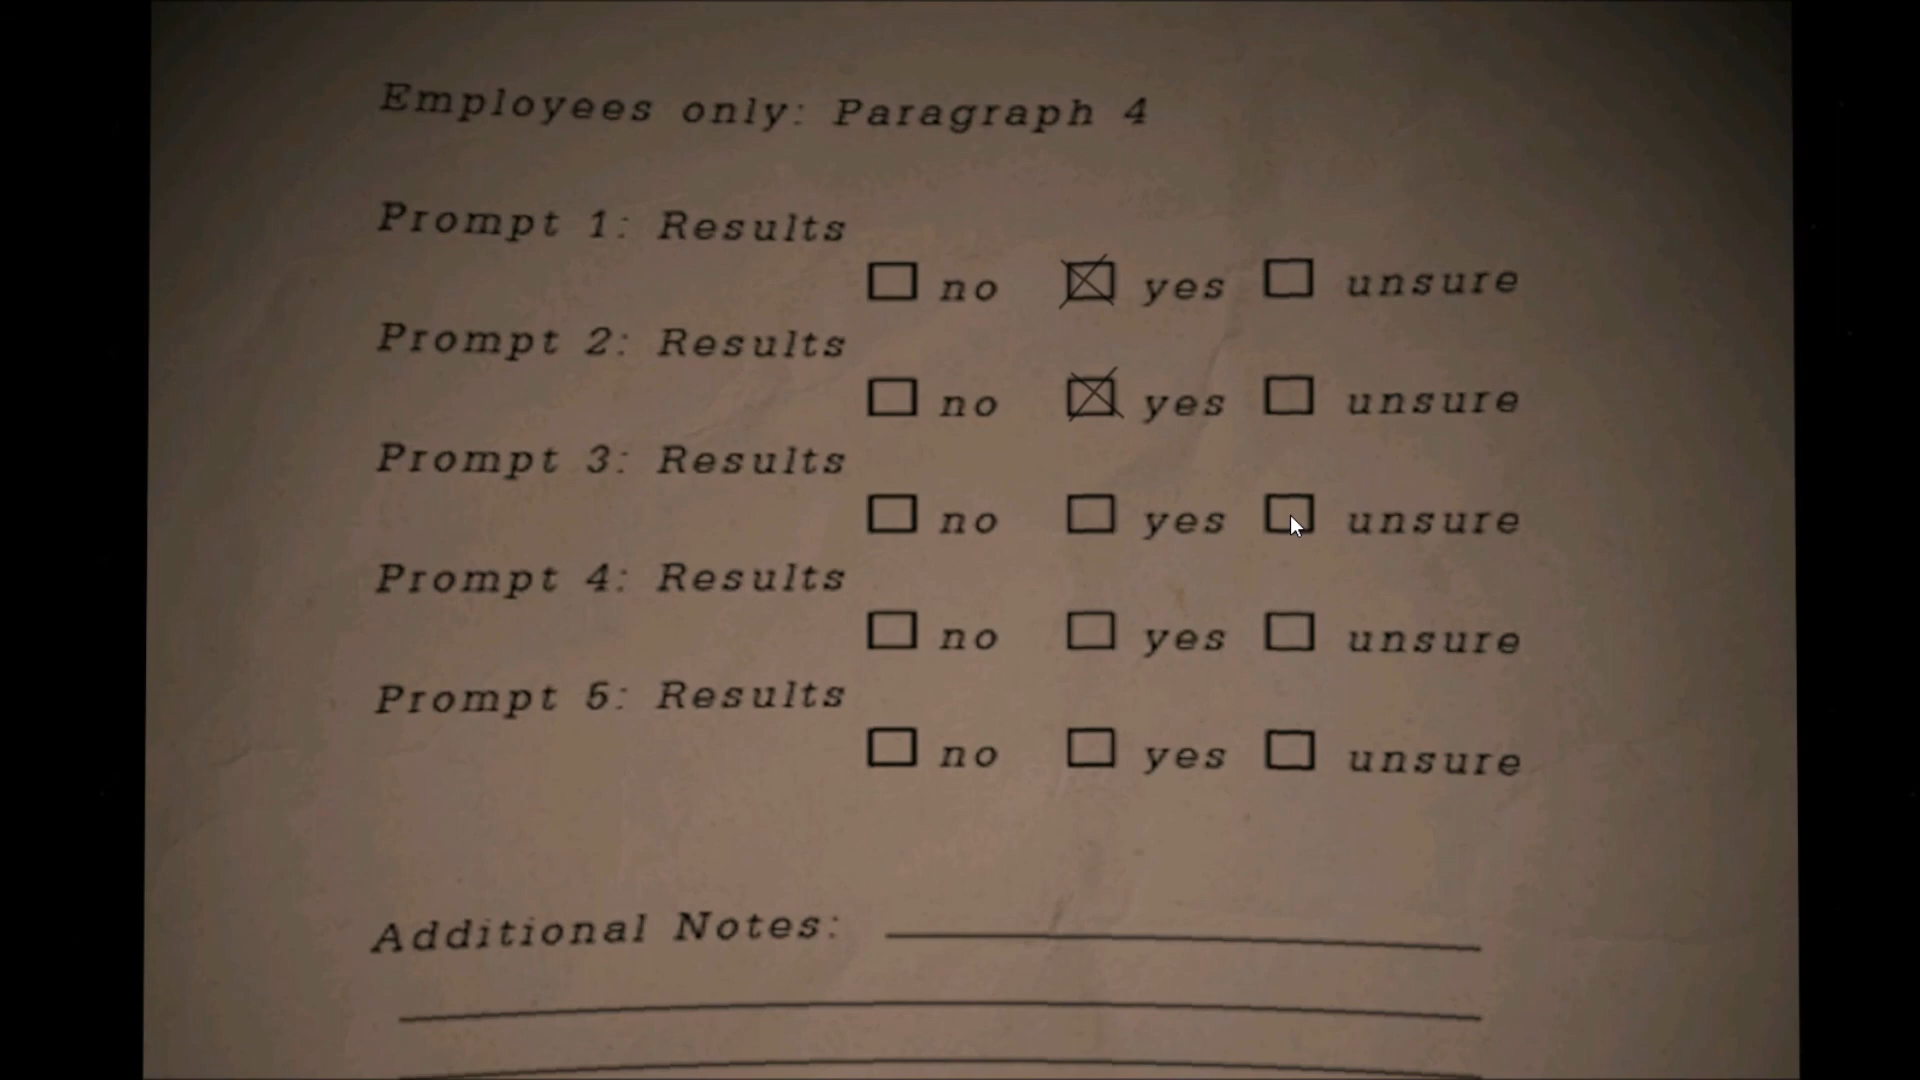 Employees only: Paragraph 4
Prompt 1: Results
no yes unsure
Prompt 2: Results
no yes unsure
Prompt 3: Results
no yes unsure
Prompt 4: Results
no yes unsure
Prompt 5: Results
no yes unsure
Additional Notes: